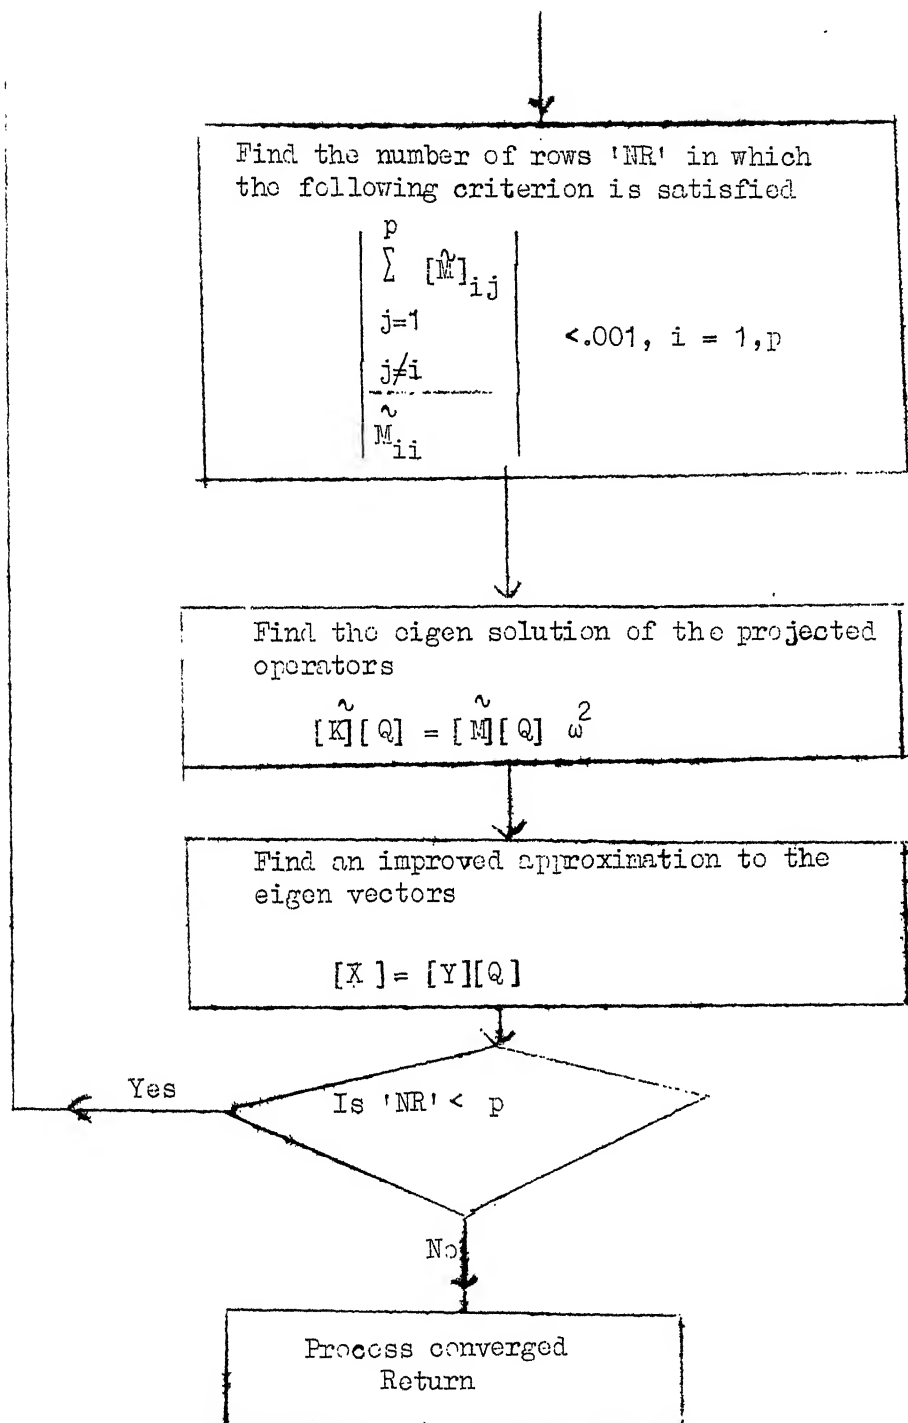 Find the number of rows 'NR' in which
the following criterion is satisfied
p
∑ [M̃]ij
j=1
j≠i
M̃ii
<.001, i = 1,p
Find the eigen solution of the projected
operators
[K̃][Q] = [M̃][Q] ω²
Find an improved approximation to the
eigen vectors
[X̄ ]= [Y][Q]
Is 'NR' < p
Yes
No
Process converged
Return